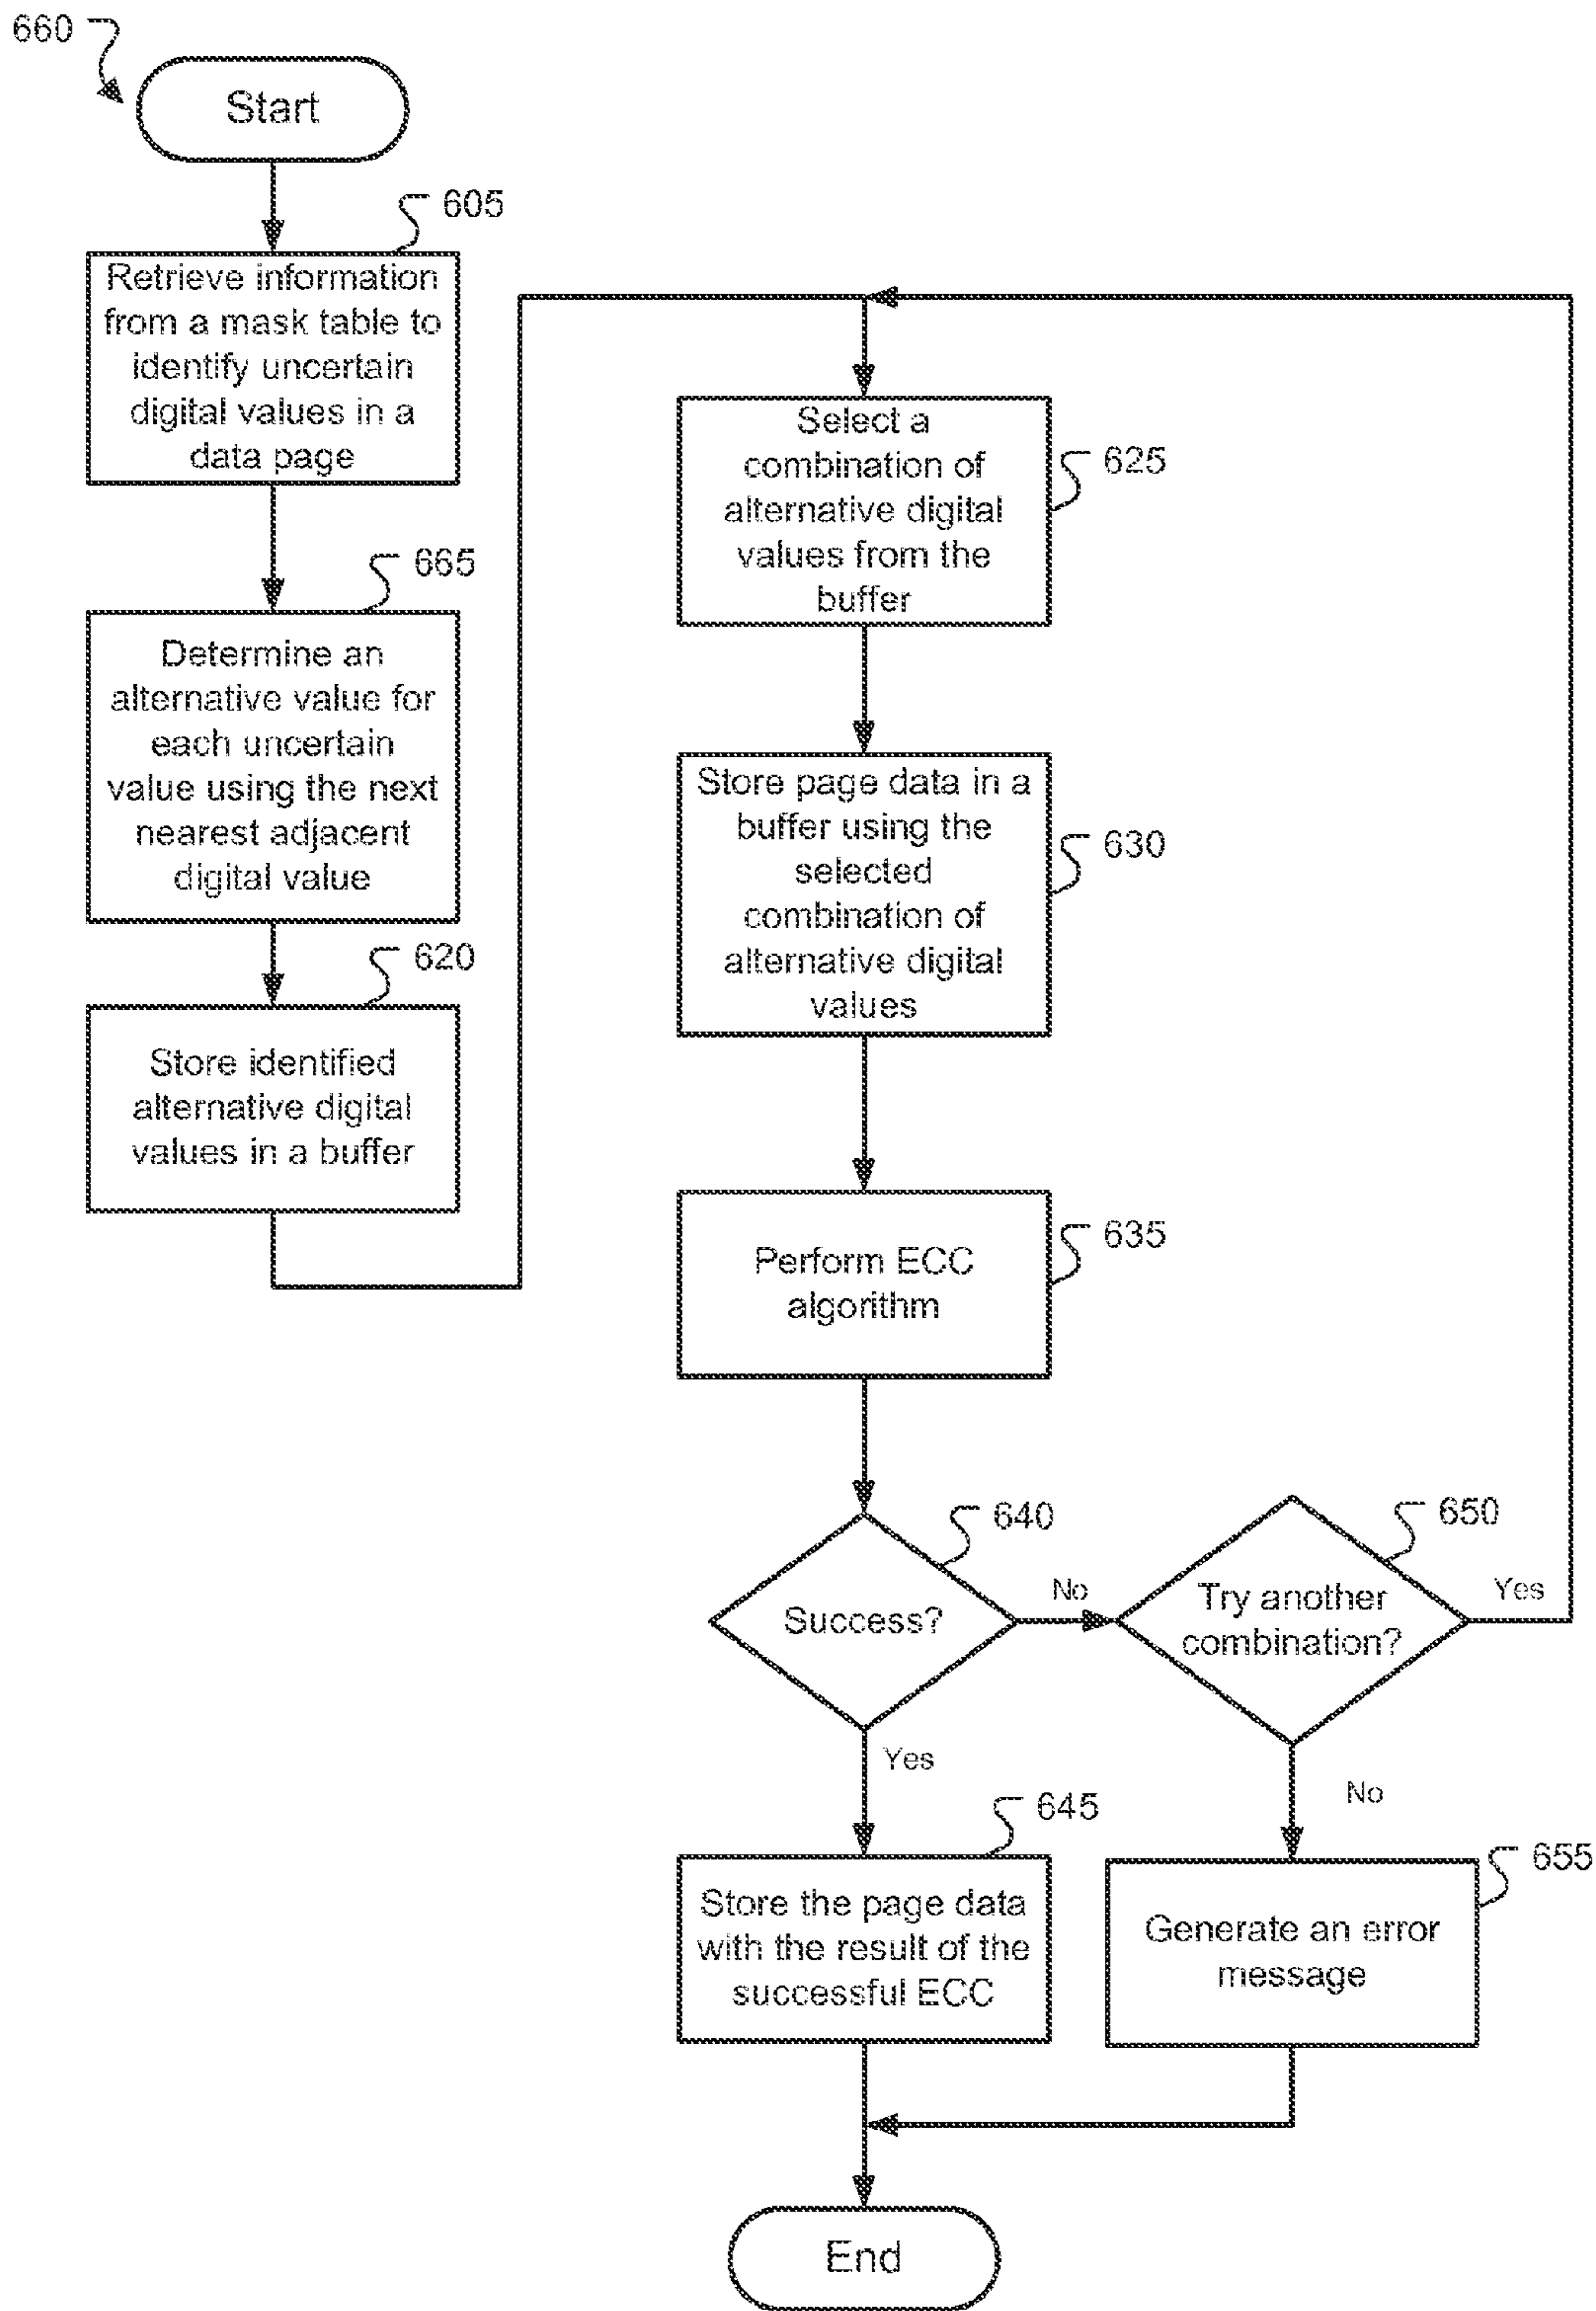 660
Start
605
Retrieve information
from a mask table to
identify uncertain
digital values in a
data page
665
Determine an
alternative value for
each uncertain
value using the next
nearest adjacent
digital value
620
Store identified
alternative digital
values in a buffer
Select a
combination of
alternative digital
values from the
buffer
625
Store page data in a
buffer using the
selected
combination of
alternative digital
values
630
Perform ECC
algorithm
635
Success?
640
No
Yes
Try another
combination?
650
Yes
No
645
Store the page data
with the result of the
successful ECC
655
Generate an error
message
End